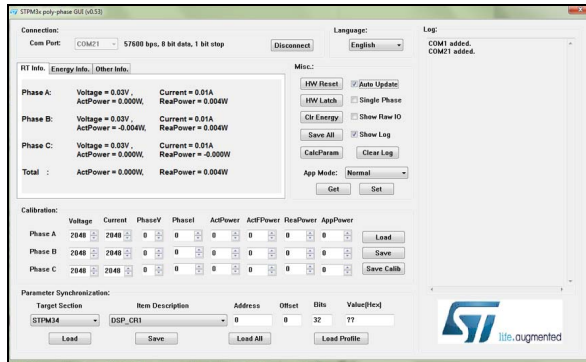 STPM3x poly-phase GUI (v0.53)
Connection:
Com Port: COM21 57600 bps, 8 bit data, 1 bit stop Disconnect
Language:
English
Log:
COM1 added.
COM21 added.
RT Info. Energy Info. Other Info.
Phase A: Voltage = 0.03V , Current = 0.01A
ActPower = 0.000W, ReaPower = 0.004W
Phase B: Voltage = 0.03V , Current = 0.01A
ActPower = -0.004W, ReaPower = 0.004W
Phase C: Voltage = 0.03V , Current = 0.01A
ActPower = 0.000W, ReaPower = -0.000W
Total : ActPower = 0.000W, ReaPower = 0.004W
Misc.:
HW Reset Auto Update
HW Latch Single Phase
Clr Energy Show Raw IO
Save All Show Log
CalcParam Clear Log
App Mode: Normal
Get Set
Calibration:
Voltage Current PhaseV PhaseI ActPower ActFPower ReaPower AppPower
Phase A 2048 2048 0 0 0 0 0 0 Load
Phase B 2048 2048 0 0 0 0 0 0 Save
Phase C 2048 2048 0 0 0 0 0 0 Save Calib
Parameter Synchronization:
Target Section Item Description Address Offset Bits Value[Hex]
STPM34 DSP_CR1 0 0 32 ??
Load Save Load All Load Profile
ST life.augmented